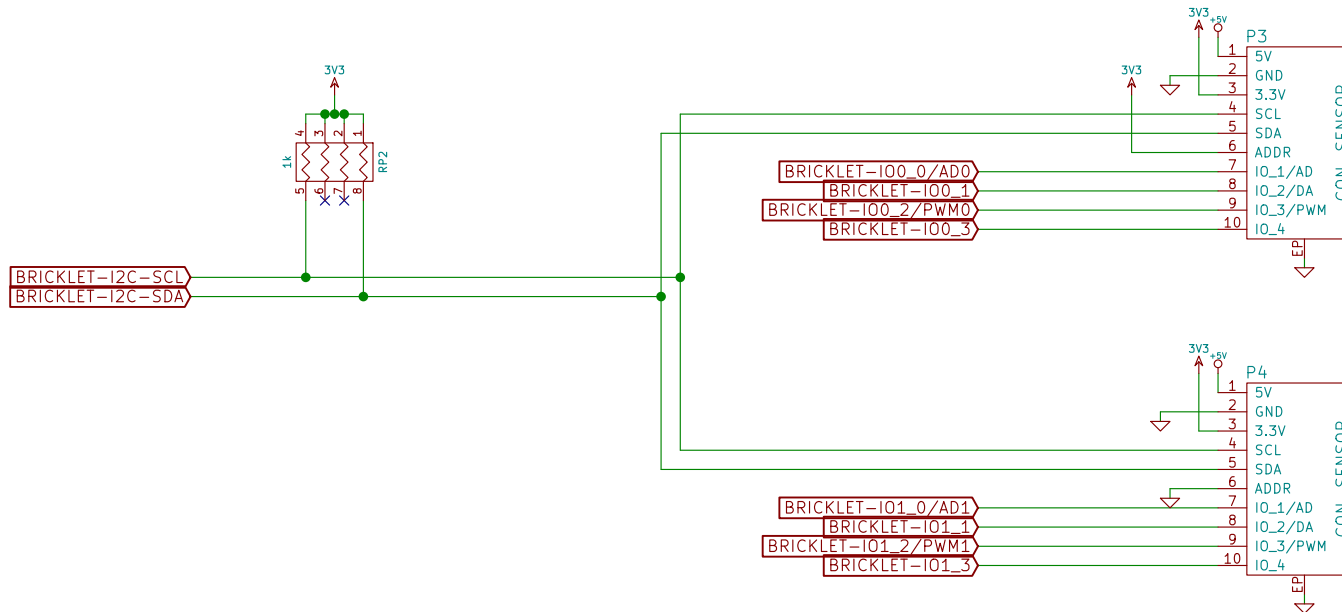 3V3
4 3 2 1
1k
RP2
5 6 7 8
BRICKLET-I2C-SCL
BRICKLET-I2C-SDA
3V3
3V3
+5V
P3
1 5V
2 GND
3 3.3V
4 SCL
5 SDA
6 ADDR
BRICKLET-IO0_0/AD0 7 IO_1/AD
BRICKLET-IO0_1 8 IO_2/DA
BRICKLET-IO0_2/PWM0 9 IO_3/PWM
BRICKLET-IO0_3 10 IO_4
CON_SENSOR
EP
3V3
+5V
P4
1 5V
2 GND
3 3.3V
4 SCL
5 SDA
6 ADDR
BRICKLET-IO1_0/AD1 7 IO_1/AD
BRICKLET-IO1_1 8 IO_2/DA
BRICKLET-IO1_2/PWM1 9 IO_3/PWM
BRICKLET-IO1_3 10 IO_4
CON_SENSOR
EP